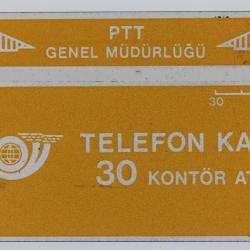 PTT
GENEL MÜDÜRLÜĞÜ
30
TELEFON KA
30 KONTÖR AT